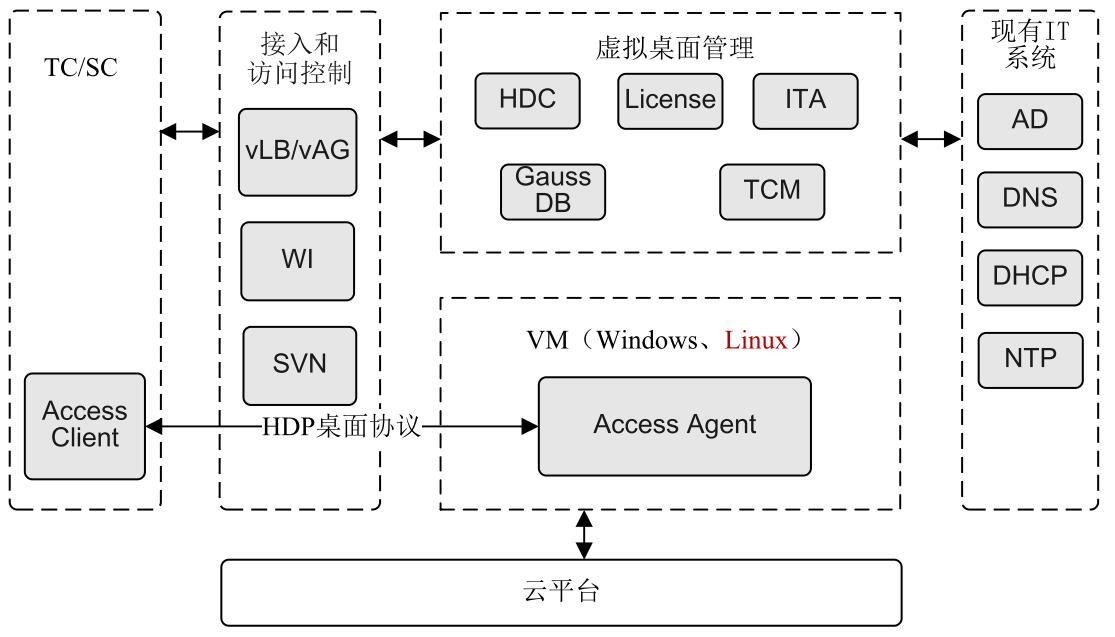 TC/SC
Access
Client
接入和
访问控制
vLB/vAG
WI
SVN
HDP桌面协议
虚拟桌面管理
HDC
License
ITA
Gauss
DB
TCM
VM（Windows、Linux）
Access Agent
现有IT
系统
AD
DNS
DHCP
NTP
云平台